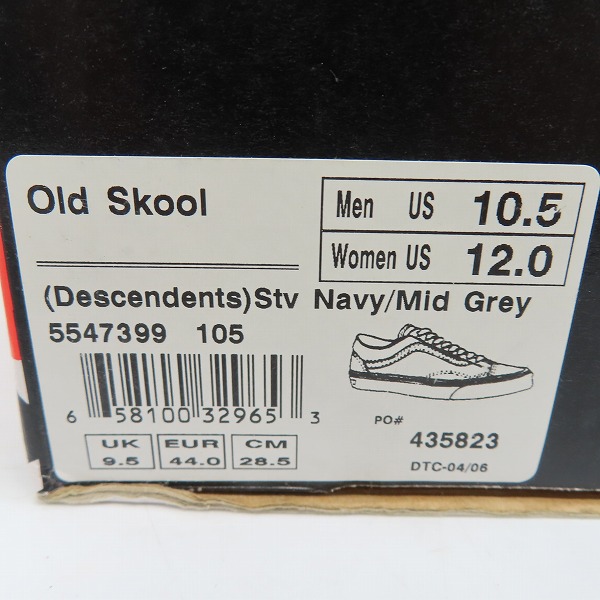 Old Skool
Men US 10.5
Women US 12.0
(Descendents)Stv Navy/Mid Grey
5547399 105
6 58100 32965 3
PO#
435823
UK EUR CM
9.5 44.0 28.5
DTC-04/06